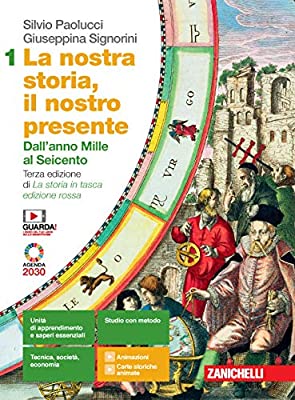 Silvio Paolucci
Giuseppina Signorini
1 La nostra
storia,
il nostro
presente
Dall'anno Mille
al Seicento
Terza edizione
di La storia in tasca
edizione rossa
GUARDA!
AGENDA
2030
VIRGO
Unità
di apprendimento
e saperi essenziali
Studio con metodo
Tecnica, società,
economia
Animazioni
Carte storiche
animate
ZANICHELLI